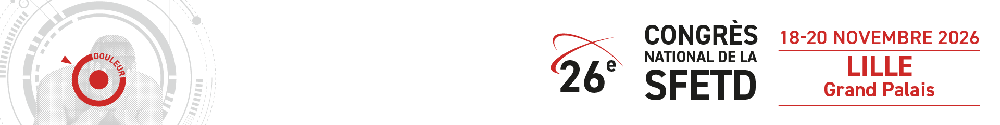 DOULEUR
26e
CONGRÈS
NATIONAL DE LA
SFETD
18-20 NOVEMBRE 2026
LILLE
Grand Palais